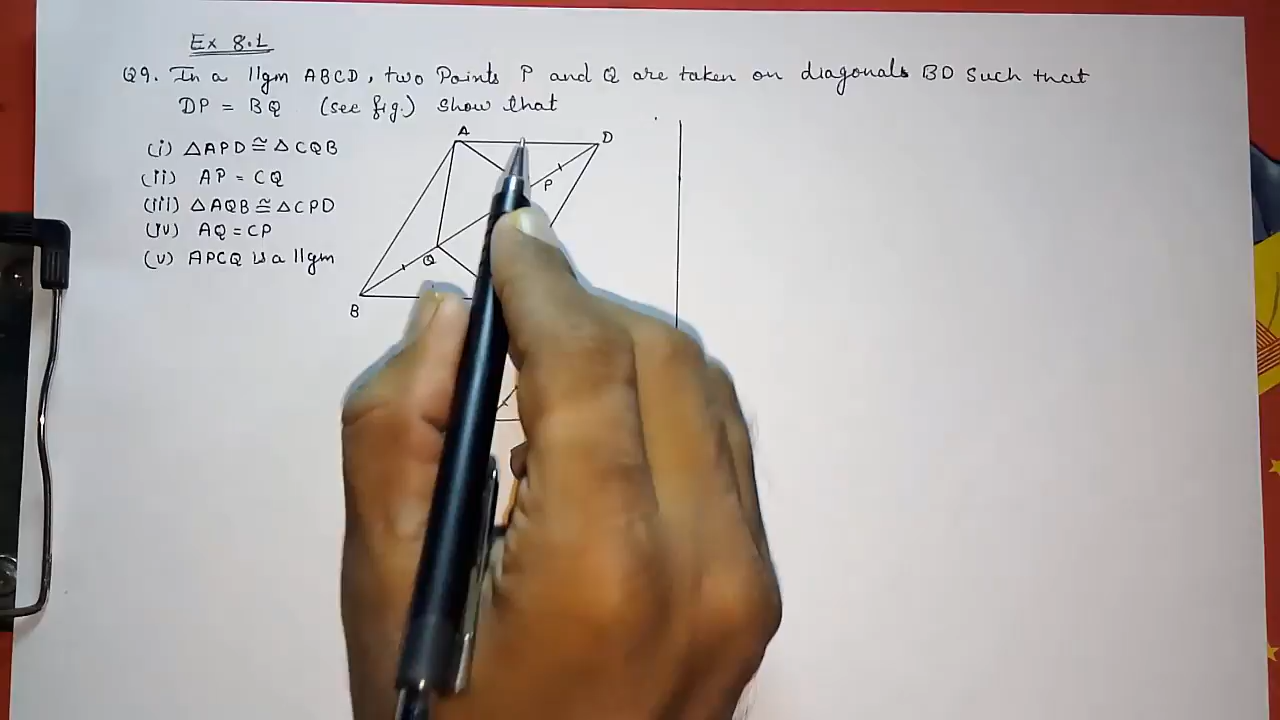 Ex 8.1
Q9. In a llgm ABCD, two Points P and Q are taken on diagonals BD Such that
DP = BQ (see fig.) Show that
(i) △APD ≅ △CQB
(ii) AP = CQ
(iii) △AQB ≅ △CPD
(iv) AQ = CP
(v) APCQ is a llgm
A
D
P
Q
B